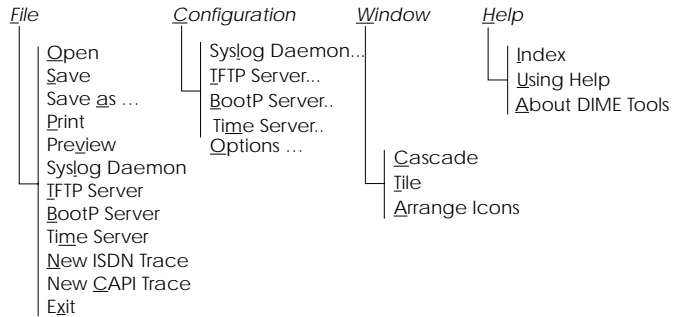 File
Open
Save
Save as ...
Print
Preview
Syslog Daemon
TFTP Server
BootP Server
Time Server
New ISDN Trace
New CAPI Trace
Exit
Configuration
Syslog Daemon...
TFTP Server...
BootP Server..
Time Server..
Options ...
Window
Cascade
Tile
Arrange Icons
Help
Index
Using Help
About DIME Tools